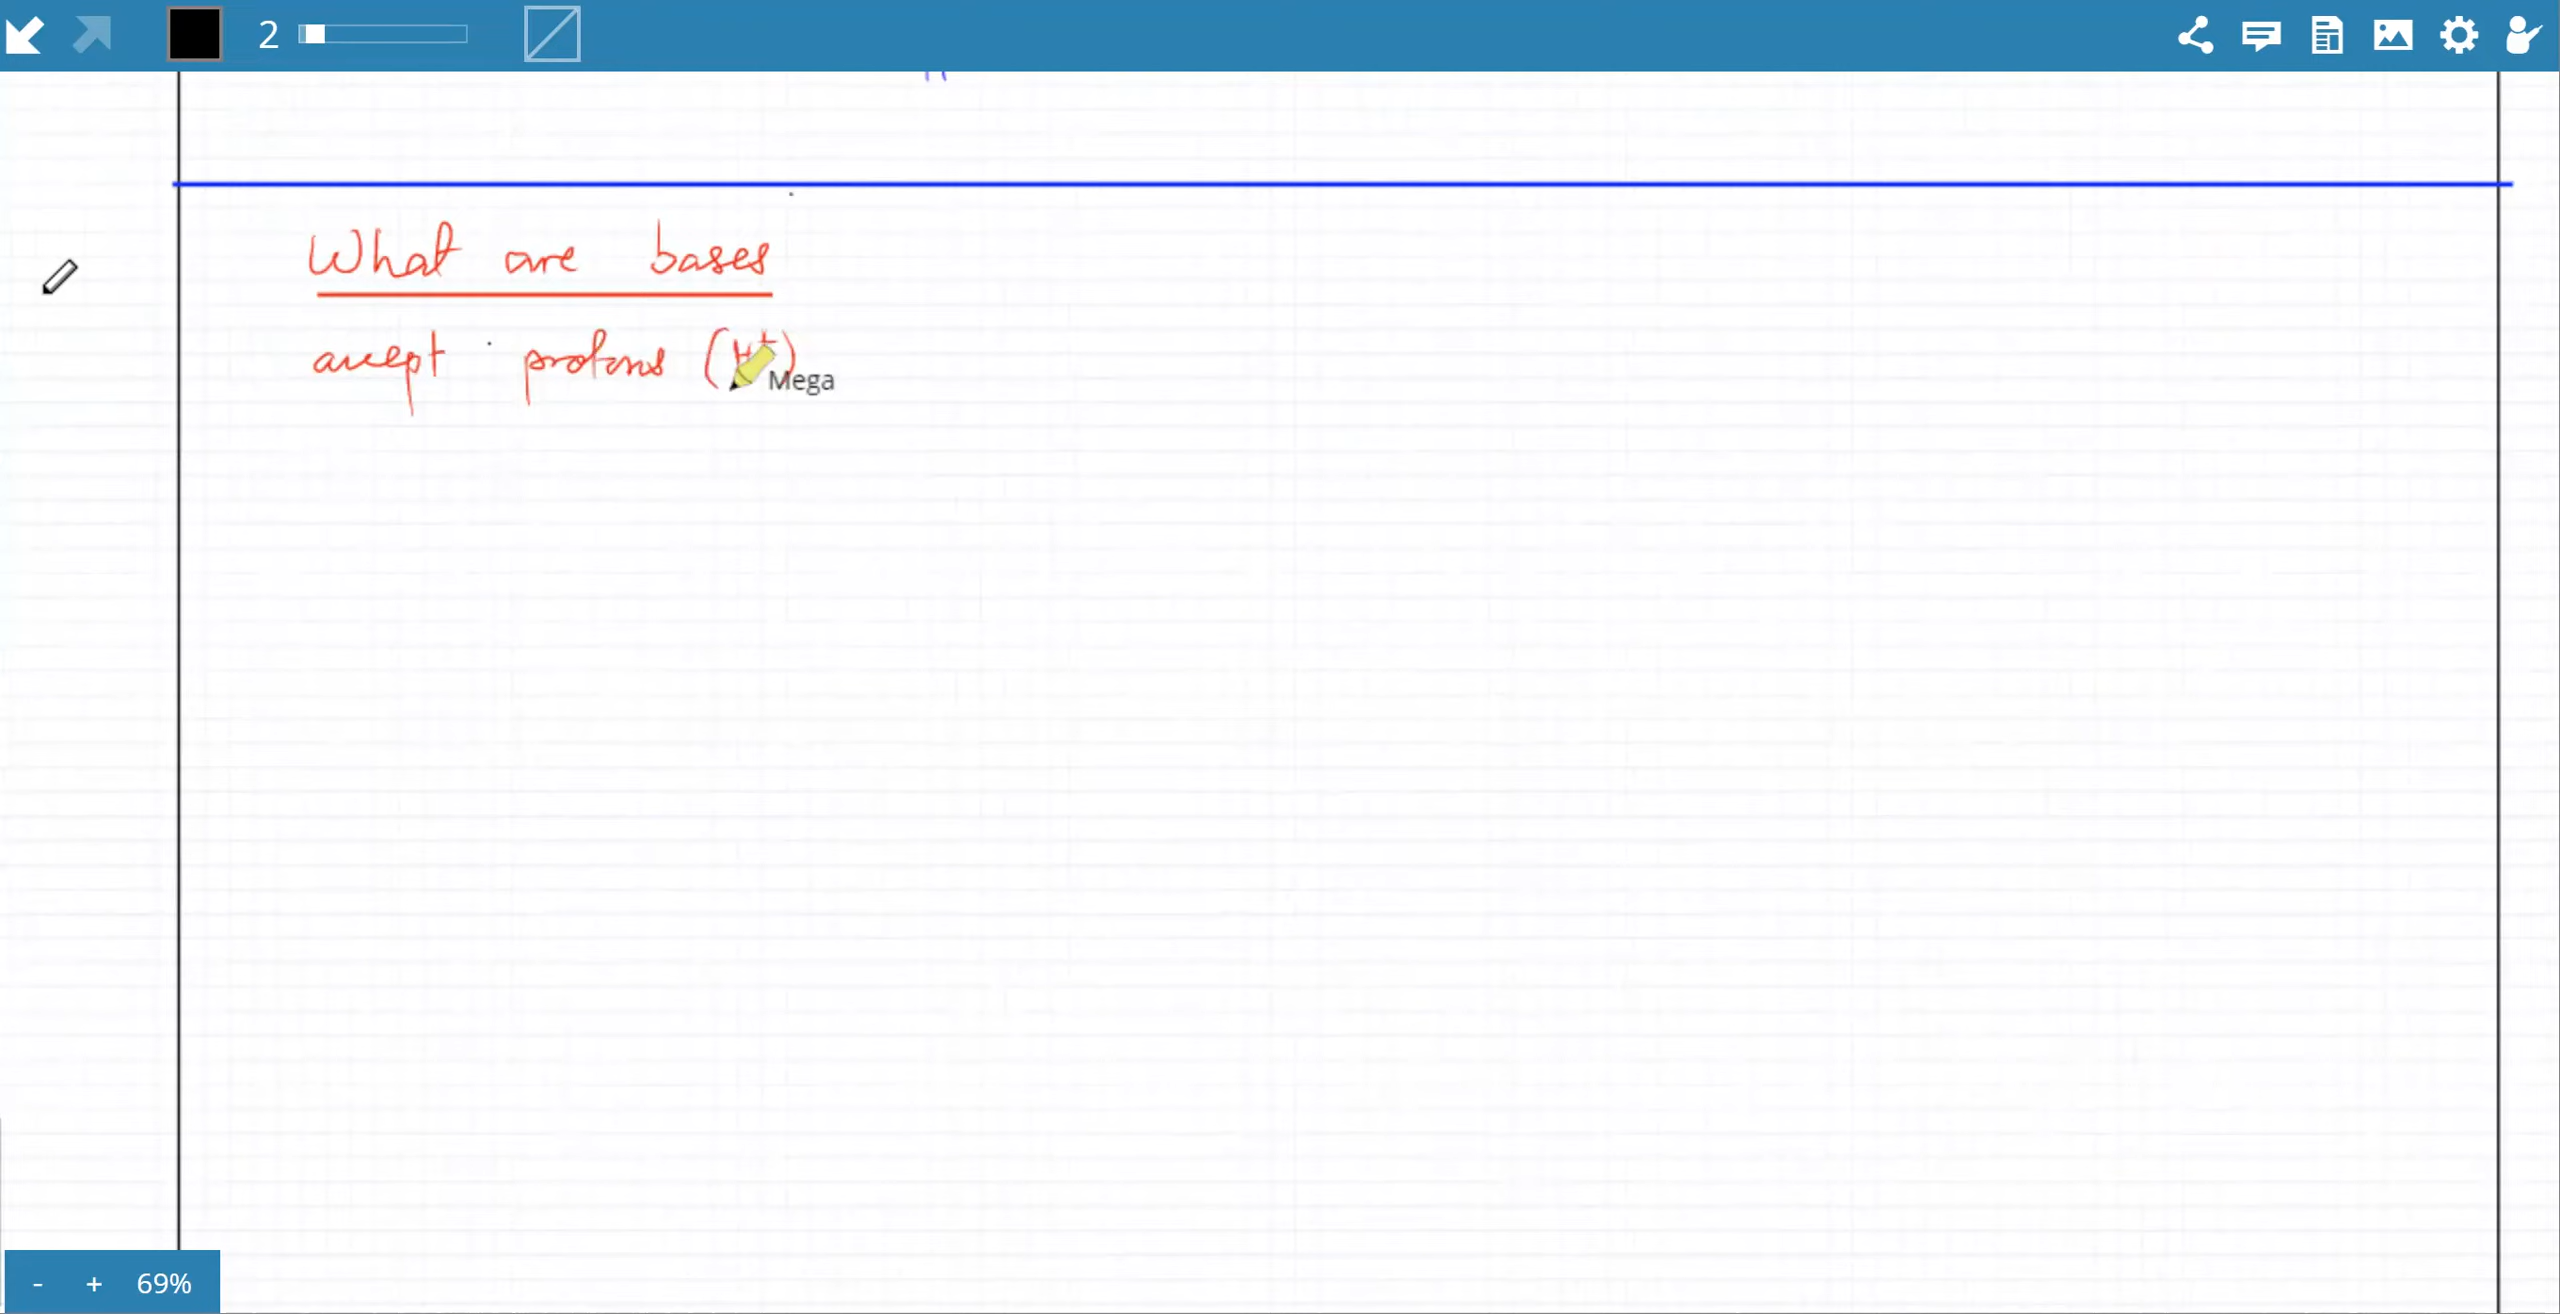 2
What are bases
accept protons (H+)
Mega
- + 69%